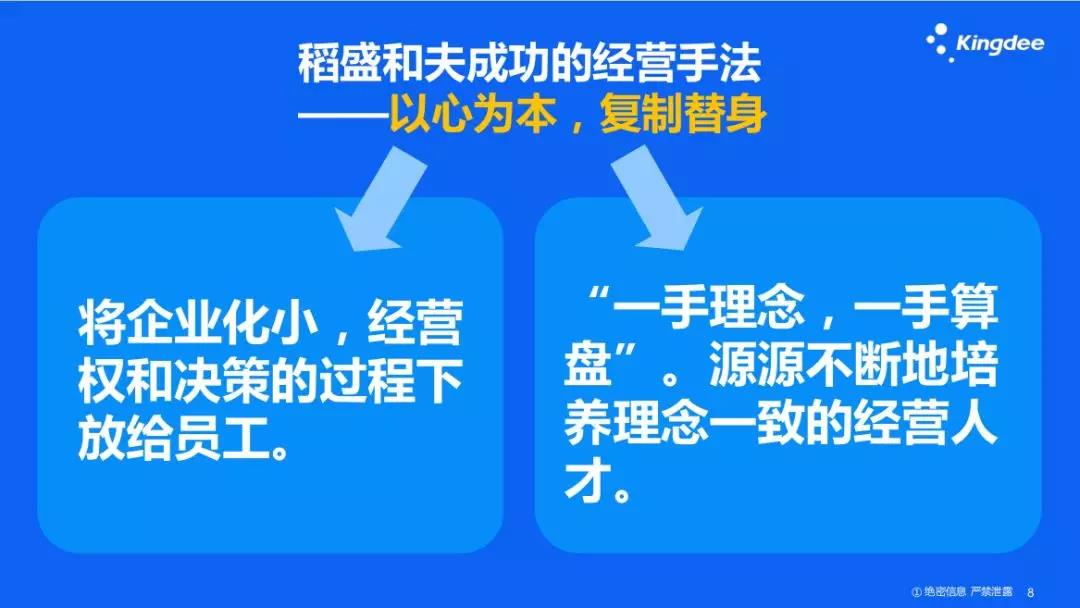 Kingdee
稻盛和夫成功的经营手法
——以心为本，复制替身
将企业化小，经营
权和决策的过程下
放给员工。
“一手理念，一手算
盘”。源源不断地培
养理念一致的经营人
才。
① 绝密信息 严禁泄露 8